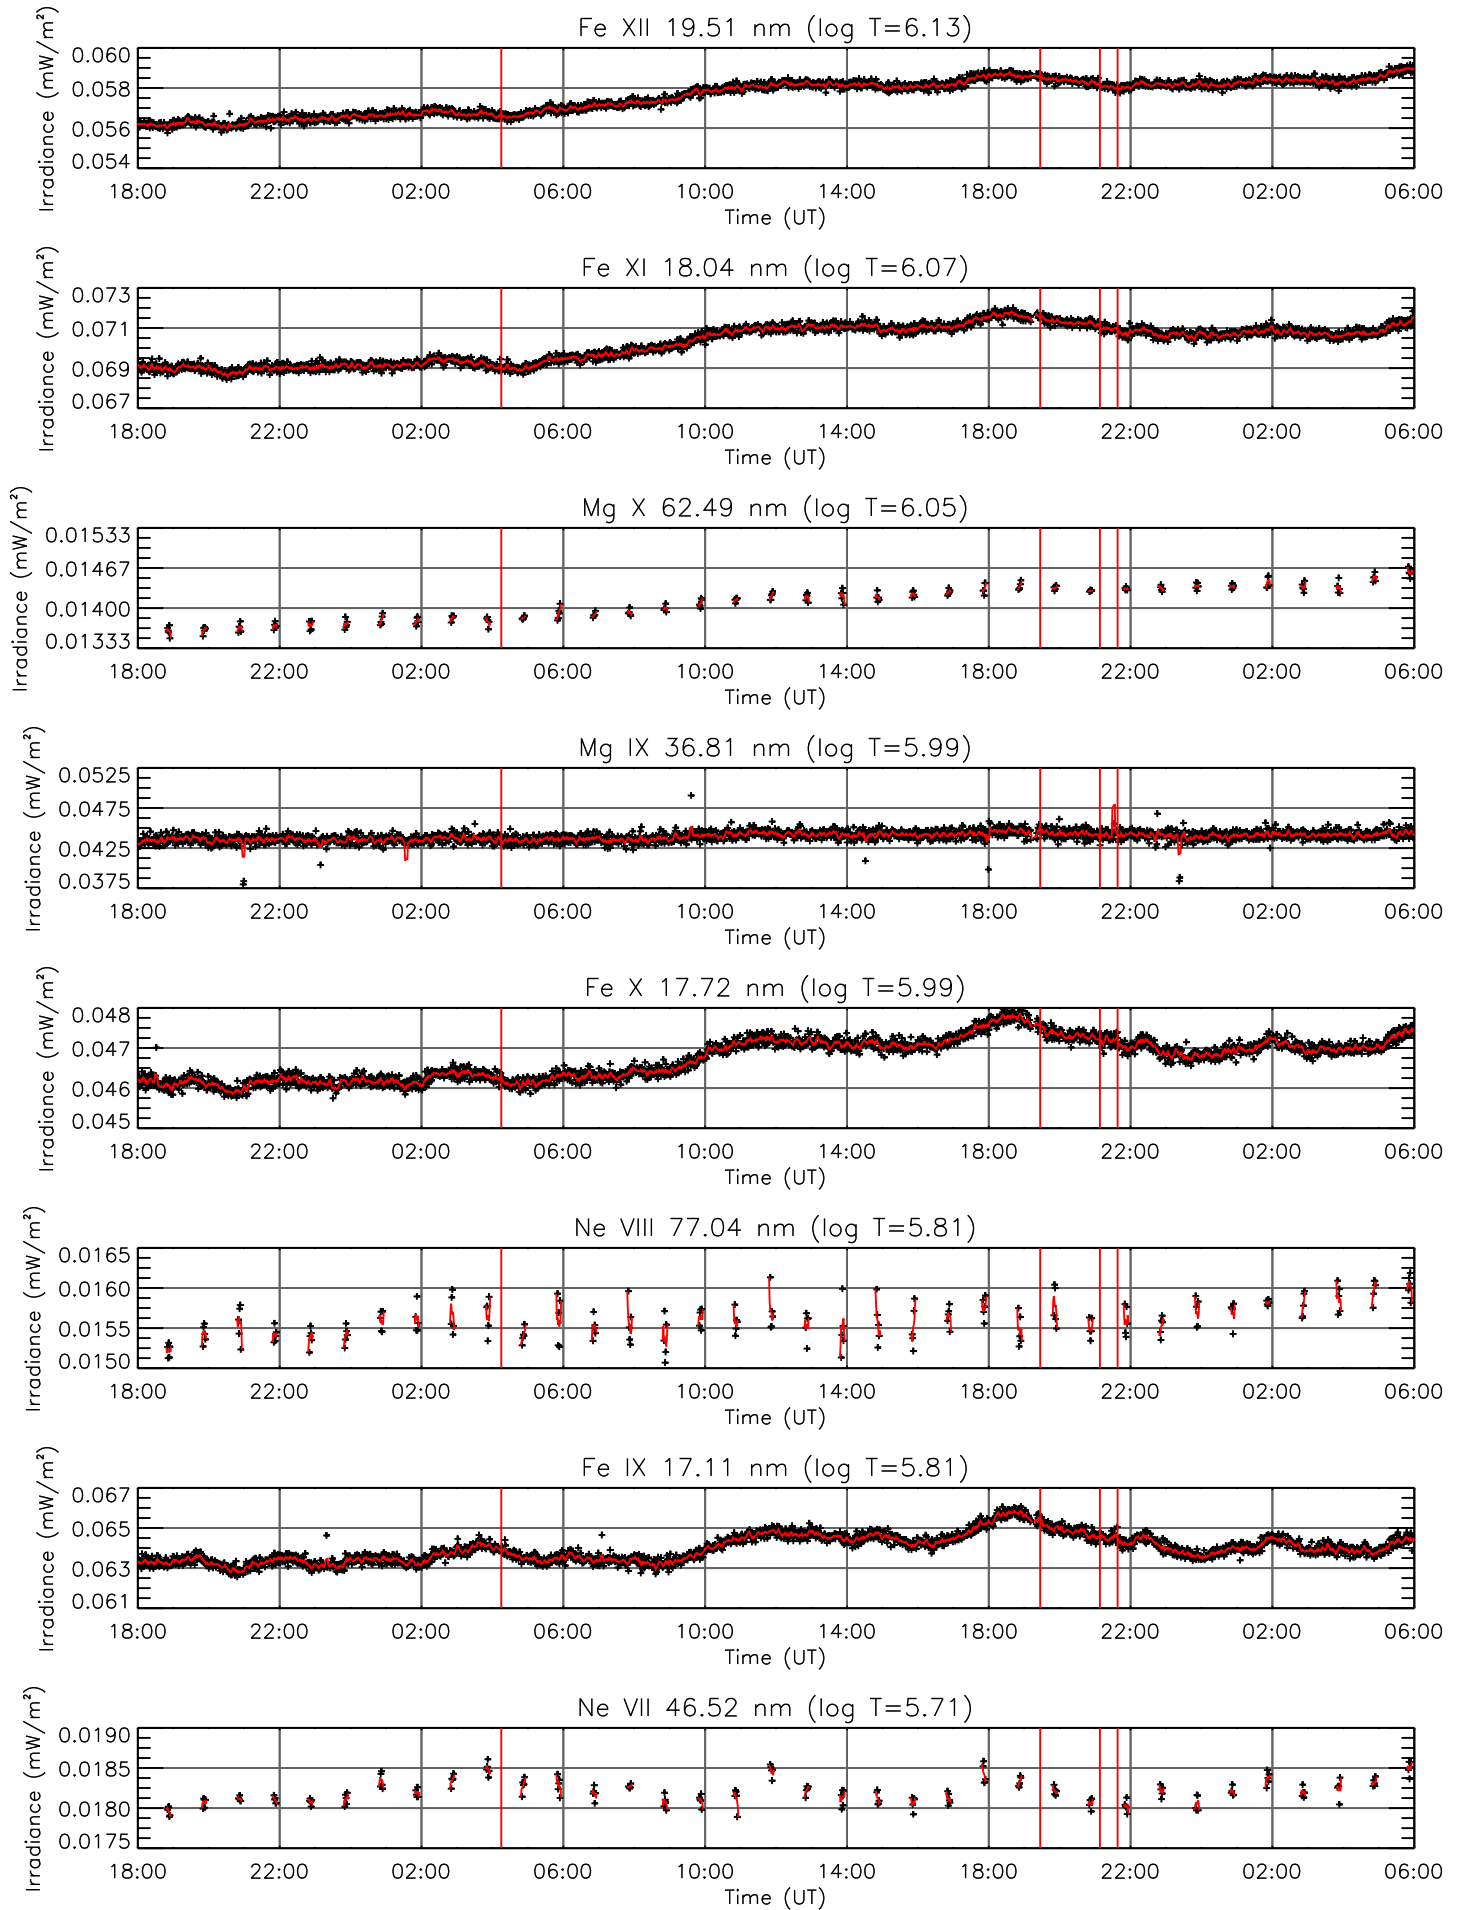 Fe XII 19.51 nm (log T=6.13)
Irradiance (mW/m²)
0.060
0.058
0.056
0.054
18:00 22:00 02:00 06:00 10:00 14:00 18:00 22:00 02:00 06:00
Time (UT)
Fe XI 18.04 nm (log T=6.07)
Irradiance (mW/m²)
0.073
0.071
0.069
0.067
18:00 22:00 02:00 06:00 10:00 14:00 18:00 22:00 02:00 06:00
Time (UT)
Mg X 62.49 nm (log T=6.05)
Irradiance (mW/m²)
0.01533
0.01467
0.01400
0.01333
18:00 22:00 02:00 06:00 10:00 14:00 18:00 22:00 02:00 06:00
Time (UT)
Mg IX 36.81 nm (log T=5.99)
Irradiance (mW/m²)
0.0525
0.0475
0.0425
0.0375
18:00 22:00 02:00 06:00 10:00 14:00 18:00 22:00 02:00 06:00
Time (UT)
Fe X 17.72 nm (log T=5.99)
Irradiance (mW/m²)
0.048
0.047
0.046
0.045
18:00 22:00 02:00 06:00 10:00 14:00 18:00 22:00 02:00 06:00
Time (UT)
Ne VIII 77.04 nm (log T=5.81)
Irradiance (mW/m²)
0.0165
0.0160
0.0155
0.0150
18:00 22:00 02:00 06:00 10:00 14:00 18:00 22:00 02:00 06:00
Time (UT)
Fe IX 17.11 nm (log T=5.81)
Irradiance (mW/m²)
0.067
0.065
0.063
0.061
18:00 22:00 02:00 06:00 10:00 14:00 18:00 22:00 02:00 06:00
Time (UT)
Ne VII 46.52 nm (log T=5.71)
Irradiance (mW/m²)
0.0190
0.0185
0.0180
0.0175
18:00 22:00 02:00 06:00 10:00 14:00 18:00 22:00 02:00 06:00
Time (UT)